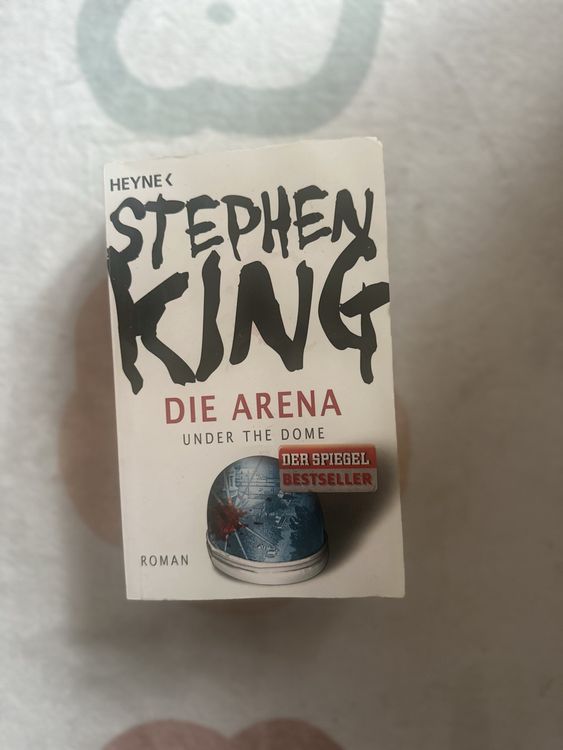 HEYNE<
STEPHEN
KING
DIE ARENA
UNDER THE DOME
DER SPIEGEL
BESTSELLER
ROMAN